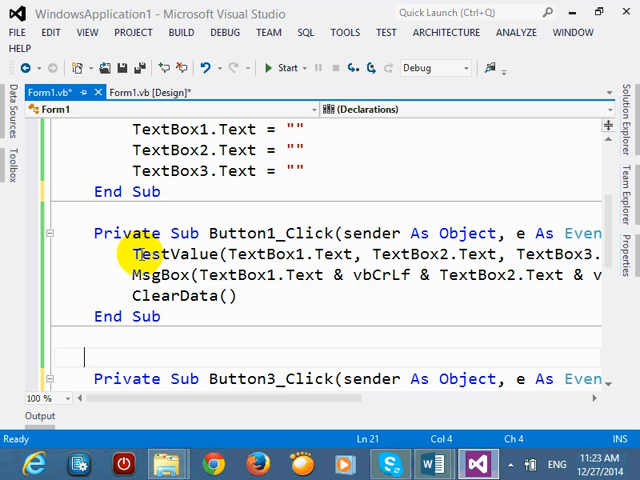 WindowsApplication1 - Microsoft Visual Studio
Quick Launch (Ctrl+Q)
FILE EDIT VIEW PROJECT BUILD DEBUG TEAM SQL TOOLS TEST ARCHITECTURE ANALYZE WINDOW
HELP
Start Debug
Form1.vb* Form1.vb [Design]*
Form1 (Declarations)
Data Sources
Toolbox
Solution Explorer
Team Explorer
Properties
TextBox1.Text = ""
TextBox2.Text = ""
TextBox3.Text = ""
End Sub
Private Sub Button1_Click(sender As Object, e As Even
TestValue(TextBox1.Text, TextBox2.Text, TextBox3.
MsgBox(TextBox1.Text & vbCrLf & TextBox2.Text & v
ClearData()
End Sub
Private Sub Button3_Click(sender As Object, e As Even
100 %
Output
Ready Ln 21 Col 4 Ch 4
ENG 11:23 AM
12/27/2014